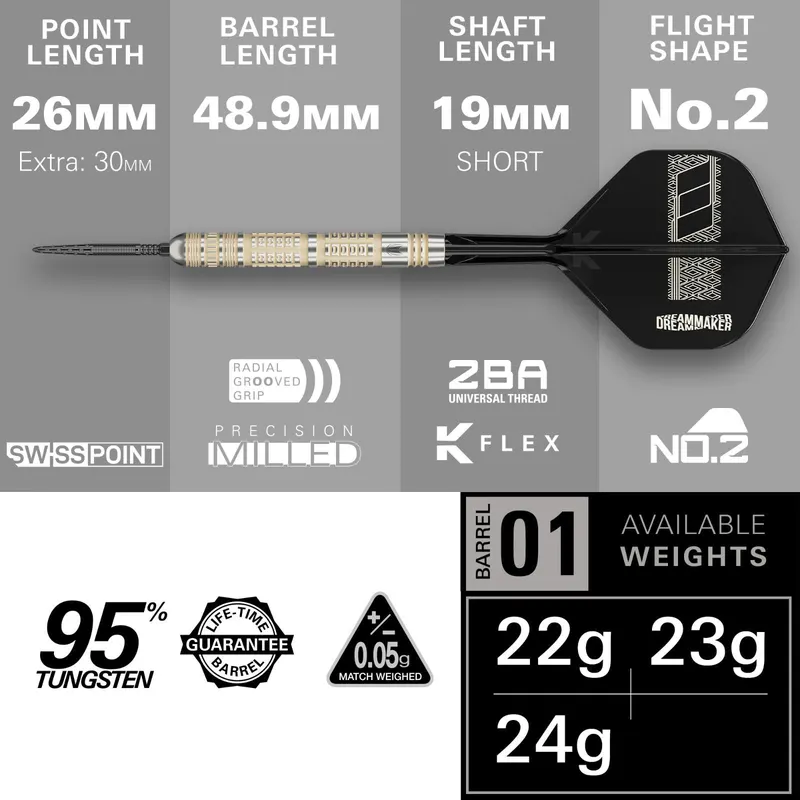 POINT
LENGTH
26MM
Extra: 30MM
BARREL
LENGTH
48.9MM
SHAFT
LENGTH
19MM
SHORT
FLIGHT
SHAPE
No.2
K
DREAMMAKER
DREAMMAKER
SWISSPOINT
RADIAL
GROOVED
GRIP
PRECISION
MILLED
2BA
UNIVERSAL THREAD
K FLEX
NO.2
95%
TUNGSTEN
LIFE-TIME
GUARANTEE
BARREL
+/-
0.05g
MATCH WEIGHED
BARREL
01
AVAILABLE
WEIGHTS
22g
23g
24g